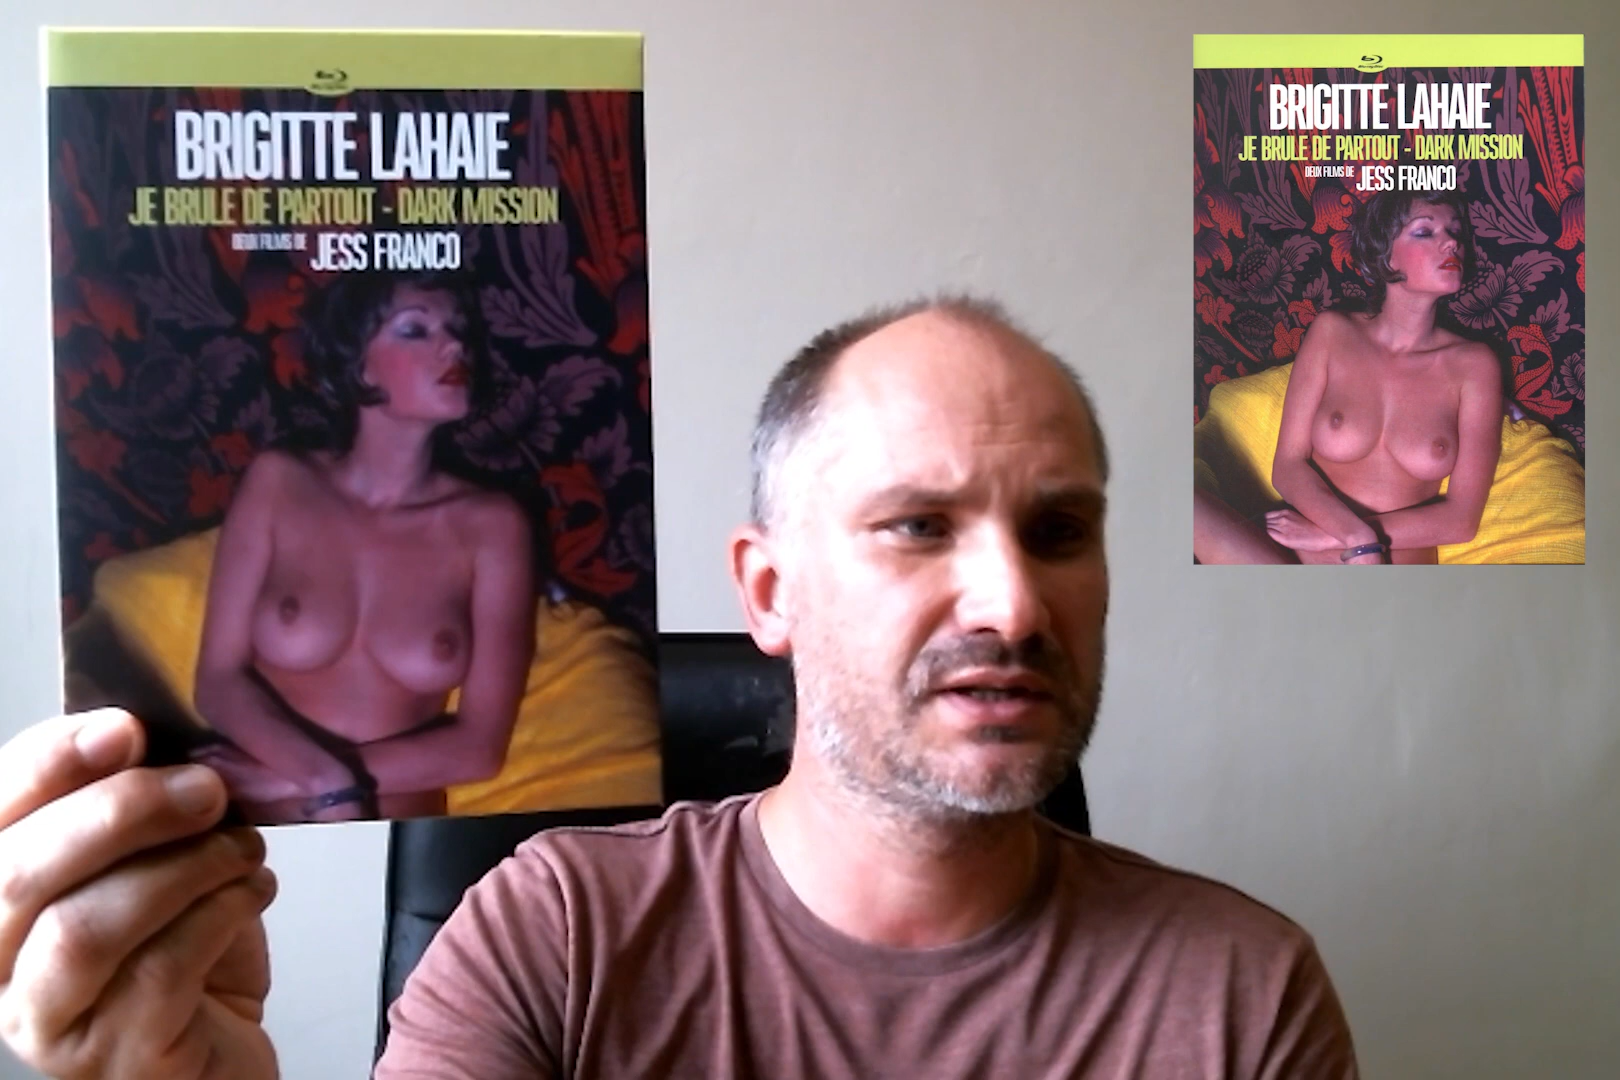 BRIGITTE LAHAIE
JE BRULE DE PARTOUT - DARK MISSION
DEUX FILMS DE JESS FRANCO
BRIGITTE LAHAIE
JE BRULE DE PARTOUT - DARK MISSION
DEUX FILMS DE JESS FRANCO